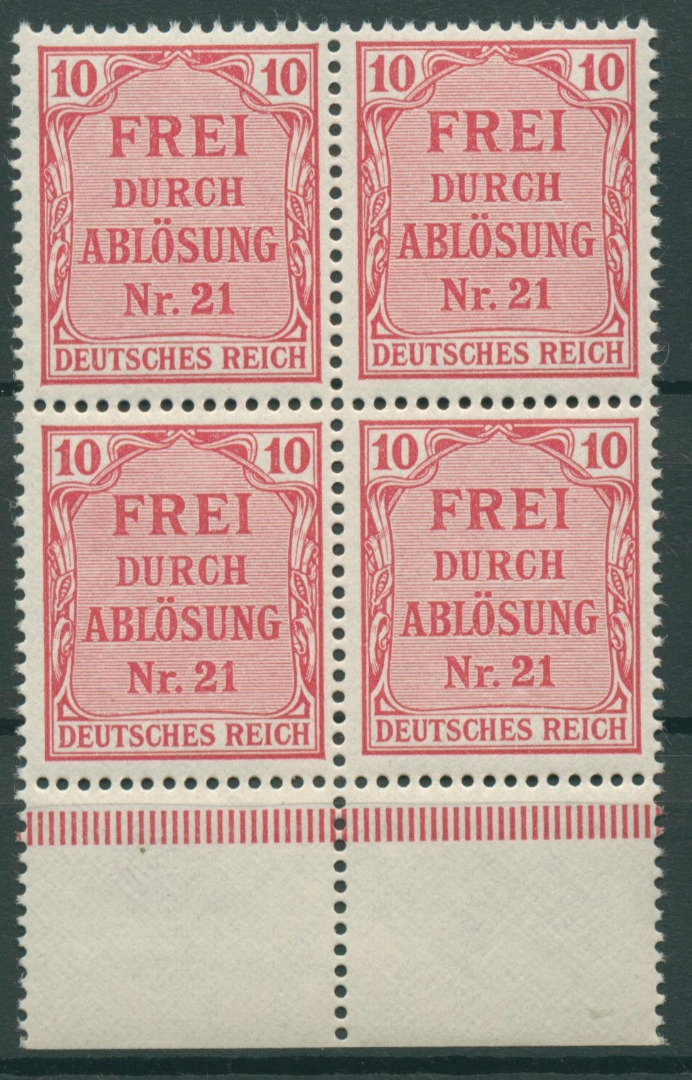 10 10
FREI
DURCH
ABLÖSUNG
Nr. 21
DEUTSCHES REICH
10 10
FREI
DURCH
ABLÖSUNG
Nr. 21
DEUTSCHES REICH
10 10
FREI
DURCH
ABLÖSUNG
Nr. 21
DEUTSCHES REICH
10 10
FREI
DURCH
ABLÖSUNG
Nr. 21
DEUTSCHES REICH